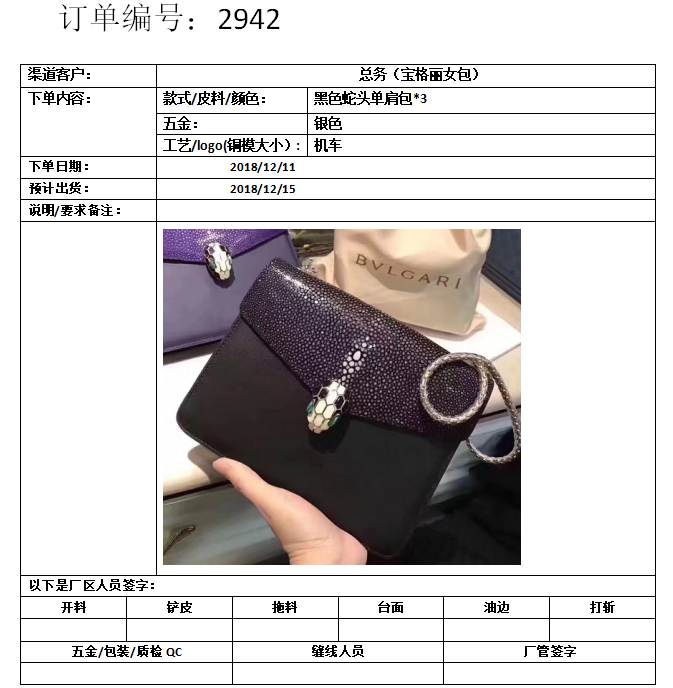 订单编号：2942
渠道客户： 总务（宝格丽女包）
下单内容： 款式/皮料/颜色： 黑色蛇头单肩包*3
五金： 银色
工艺/logo(铜模大小）: 机车
下单日期： 2018/12/11
预计出货： 2018/12/15
说明/要求备注：
BVLGARI
以下是厂区人员签字：
开料 铲皮 拖料 台面 油边 打斩
五金/包装/质检 QC 缝线人员 厂管签字